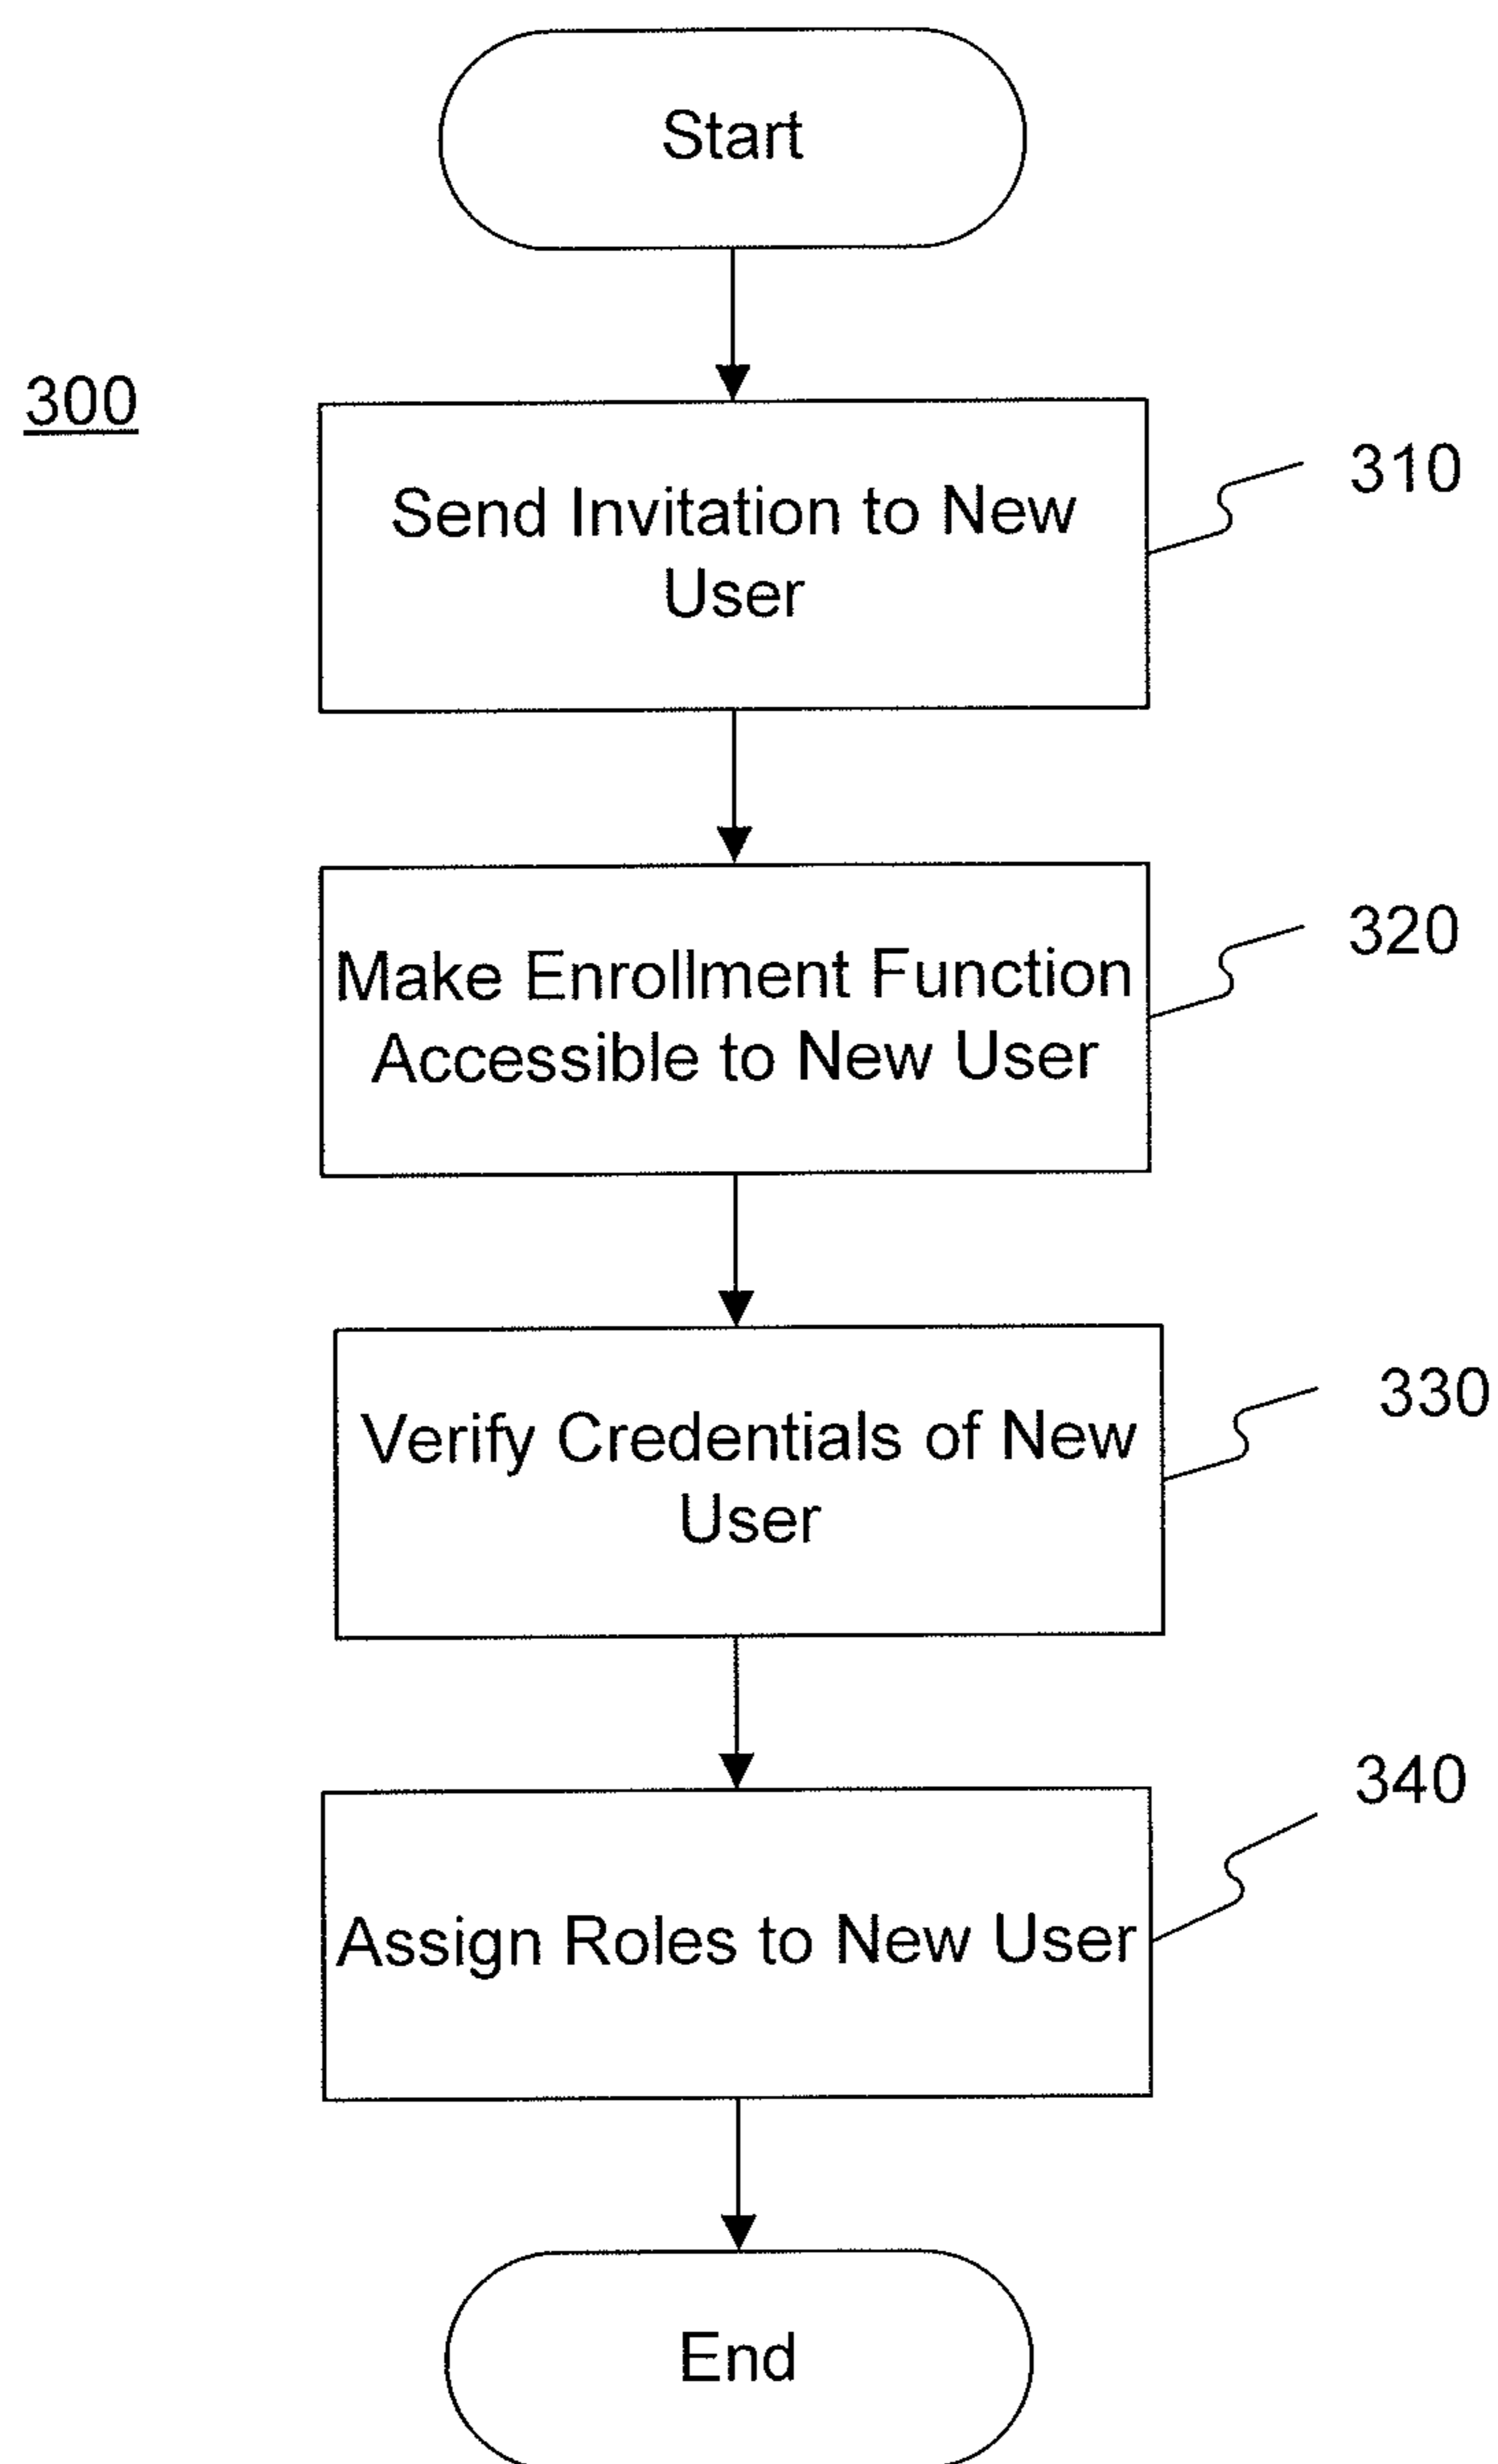 Start
300
310
Send Invitation to New
User
320
Make Enrollment Function
Accessible to New User
330
Verify Credentials of New
User
340
Assign Roles to New User
End